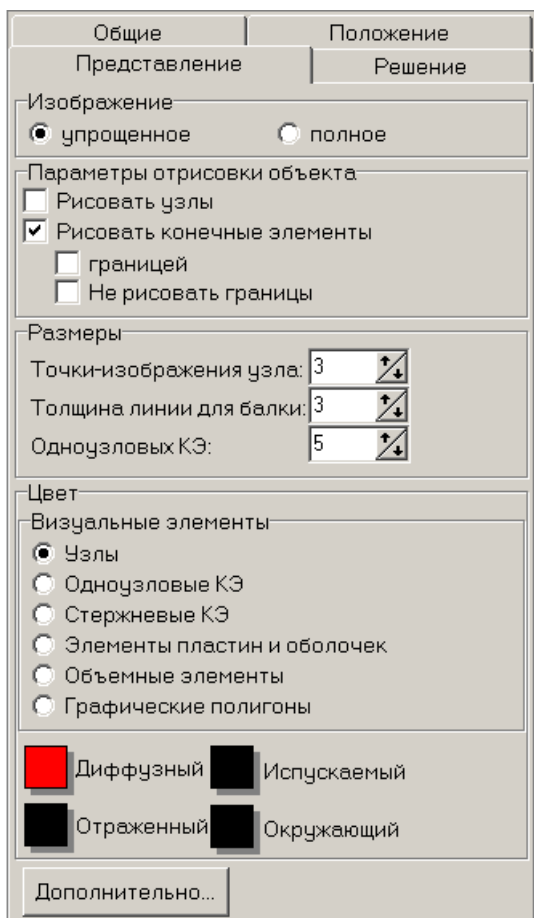 Общие Положение
Представление Решение
Изображение
упрощенное полное
Параметры отрисовки объекта
Рисовать узлы
Рисовать конечные элементы
границей
Не рисовать границы
Размеры
Точки-изображения узла: 3
Толщина линии для балки: 3
Одноузловых КЭ: 5
Цвет
Визуальные элементы
Узлы
Одноузловые КЭ
Стержневые КЭ
Элементы пластин и оболочек
Объемные элементы
Графические полигоны
Диффузный Испускаемый
Отраженный Окружающий
Дополнительно...